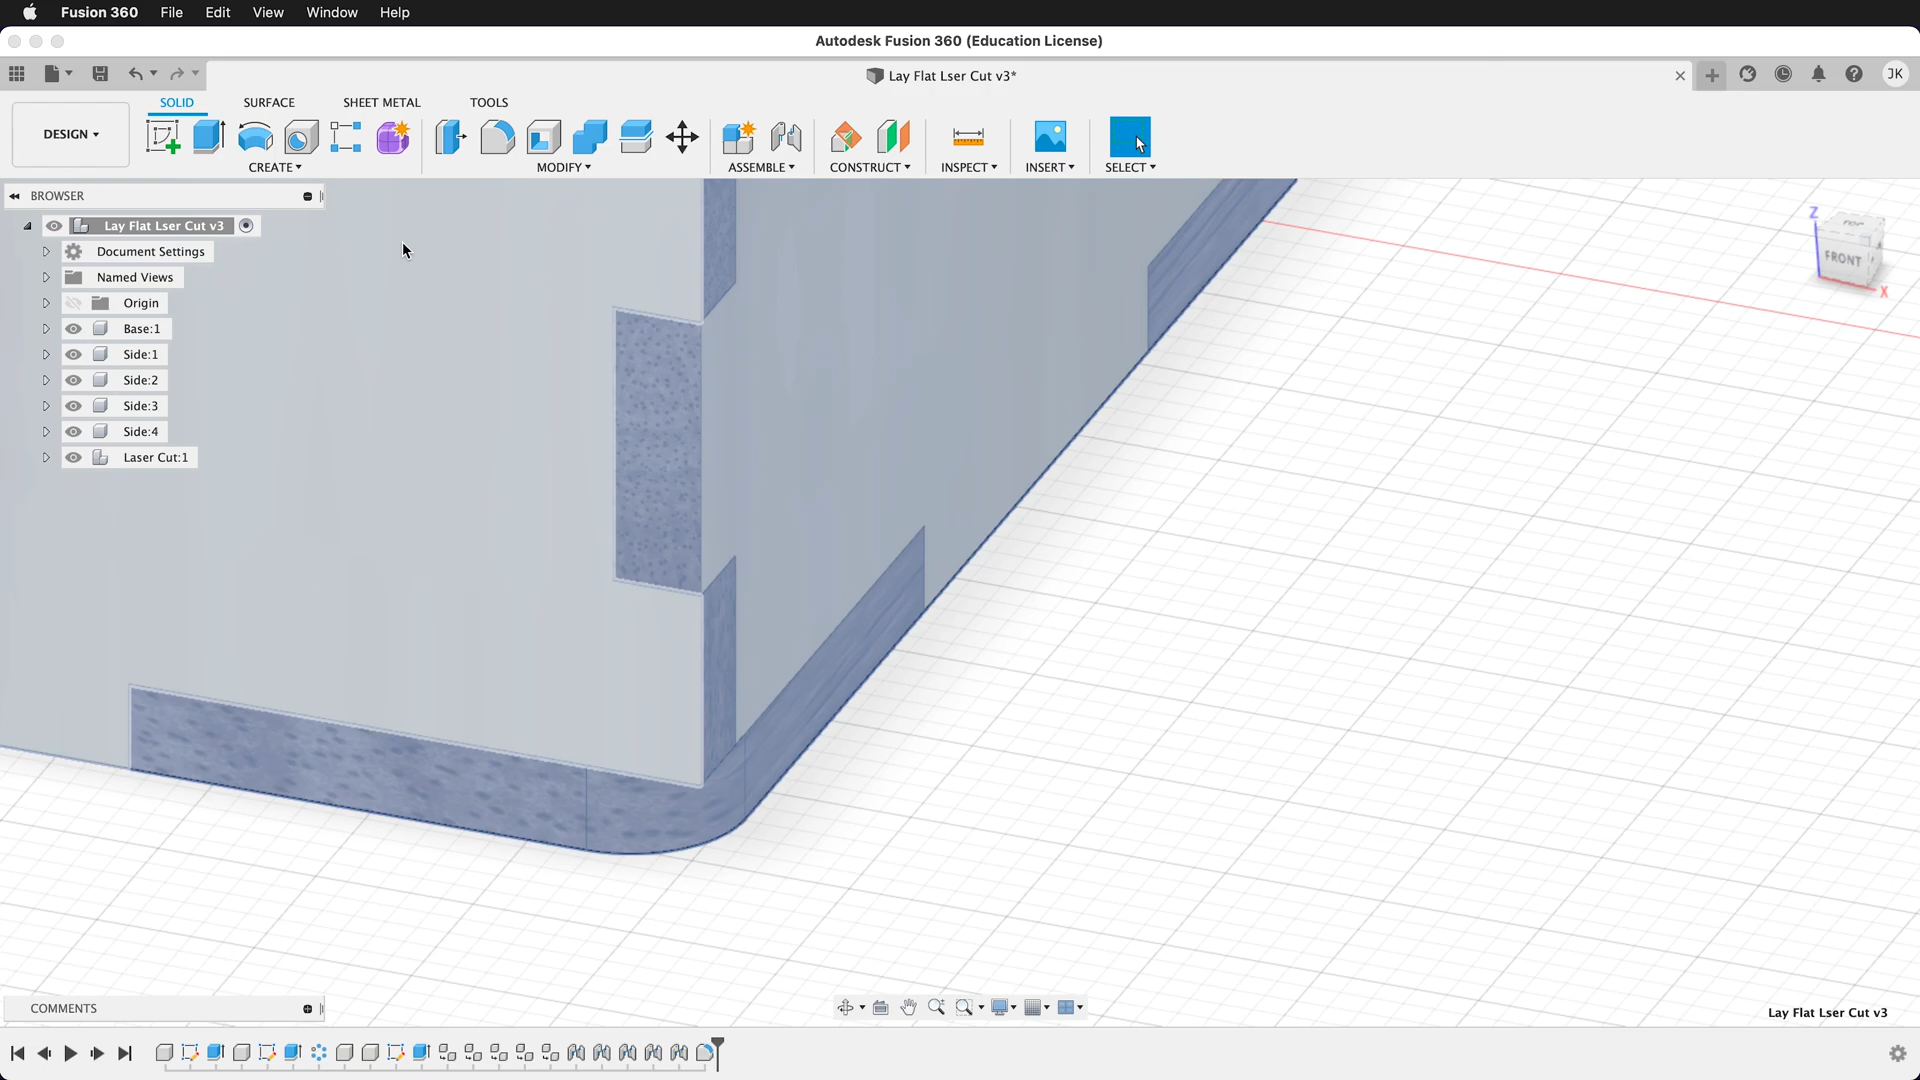 Fusion 360 File Edit View Window Help
Autodesk Fusion 360 (Education License)
Lay Flat Lser Cut v3*
JK
DESIGN
SOLID SURFACE SHEET METAL TOOLS
CREATE MODIFY ASSEMBLE CONSTRUCT INSPECT INSERT SELECT
BROWSER
Lay Flat Lser Cut v3
Document Settings
Named Views
Origin
Base:1
Side:1
Side:2
Side:3
Side:4
Laser Cut:1
Z
TOP
FRONT
X
COMMENTS
Lay Flat Lser Cut v3